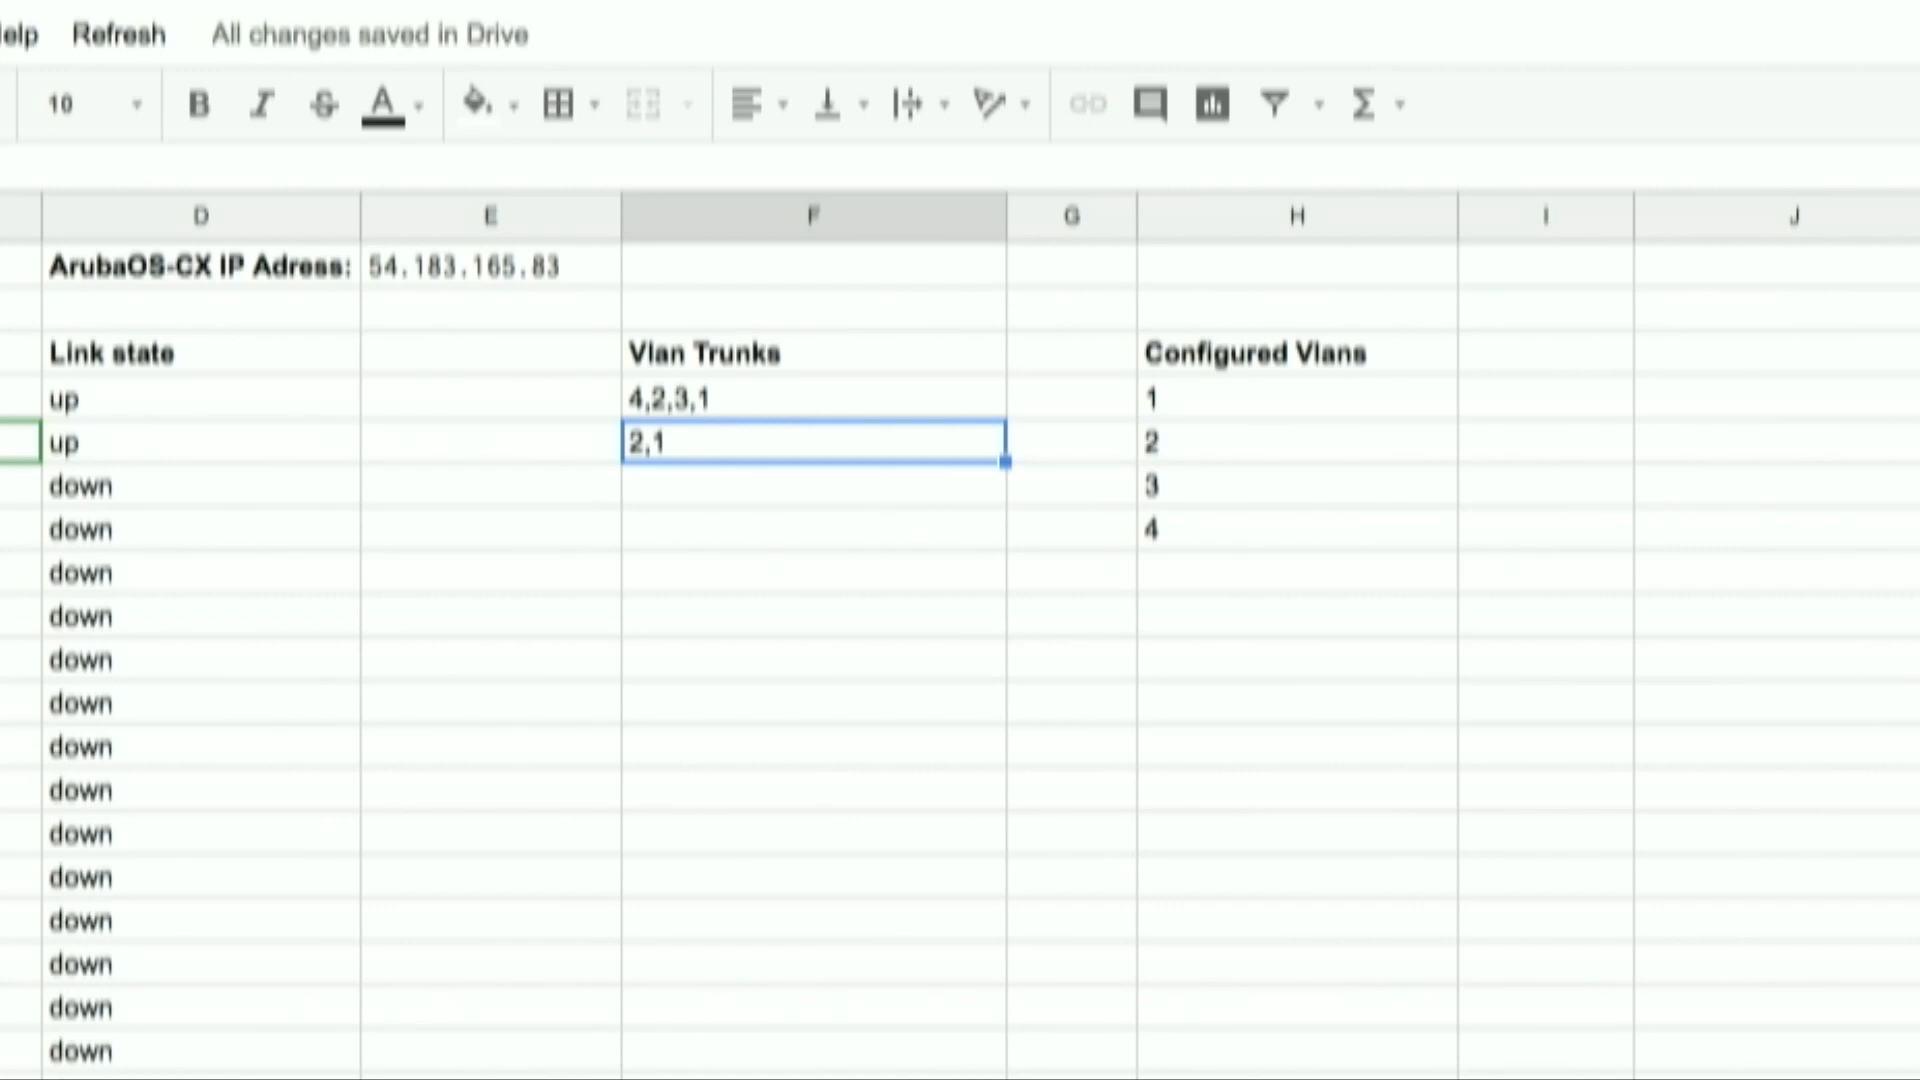 elp Refresh All changes saved in Drive
10 B I S A
D E F G H I J
ArubaOS-CX IP Adress: 54.183.165.83
Link state Vlan Trunks Configured Vlans
up 4,2,3,1 1
up 2,1 2
down 3
down 4
down
down
down
down
down
down
down
down
down
down
down
down